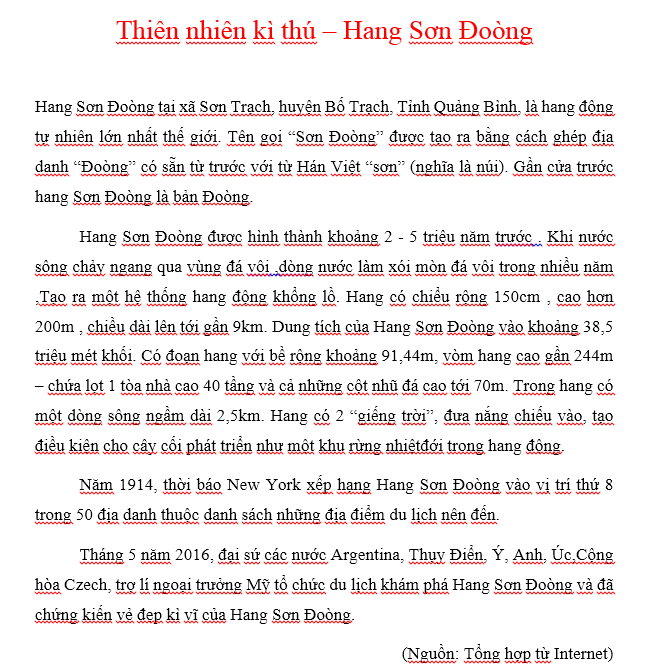 Thiên nhiên kì thú – Hang Sơn Đoòng
Hang Sơn Đoòng tại xã Sơn Trạch, huyện Bố Trạch, Tỉnh Quảng Bình, là hang động
tự nhiên lớn nhất thế giới. Tên gọi “Sơn Đoòng” được tạo ra bằng cách ghép địa
danh “Đoòng” có sẵn từ trước với từ Hán Việt “sơn” (nghĩa là núi). Gần cửa trước
hang Sơn Đoòng là bản Đoòng.
Hang Sơn Đoòng được hình thành khoảng 2 - 5 triệu năm trước . Khi nước
sông chảy ngang qua vùng đá vôi ,dòng nước làm xói mòn đá vôi trong nhiều năm
.Tạo ra một hệ thống hang động khổng lồ. Hang có chiều rộng 150cm , cao hơn
200m , chiều dài lên tới gần 9km. Dung tích của Hang Sơn Đoòng vào khoảng 38,5
triệu mét khối. Có đoạn hang với bề rộng khoảng 91,44m, vòm hang cao gần 244m
– chứa lọt 1 tòa nhà cao 40 tầng và cả những cột nhũ đá cao tới 70m. Trong hang có
một dòng sông ngầm dài 2,5km. Hang có 2 “giếng trời”, đưa nắng chiếu vào, tạo
điều kiện cho cây cối phát triển như một khu rừng nhiệtđới trong hang động.
Năm 1914, thời báo New York xếp hạng Hang Sơn Đoòng vào vị trí thứ 8
trong 50 địa danh thuộc danh sách những địa điểm du lịch nên đến.
Tháng 5 năm 2016, đại sứ các nước Argentina, Thụy Điển, Ý, Anh, Úc,Cộng
hòa Czech, trợ lí ngoại trưởng Mỹ tổ chức du lịch khám phá Hang Sơn Đoòng và đã
chứng kiến vẻ đẹp kì vĩ của Hang Sơn Đoòng.
(Nguồn: Tổng hợp từ Internet)